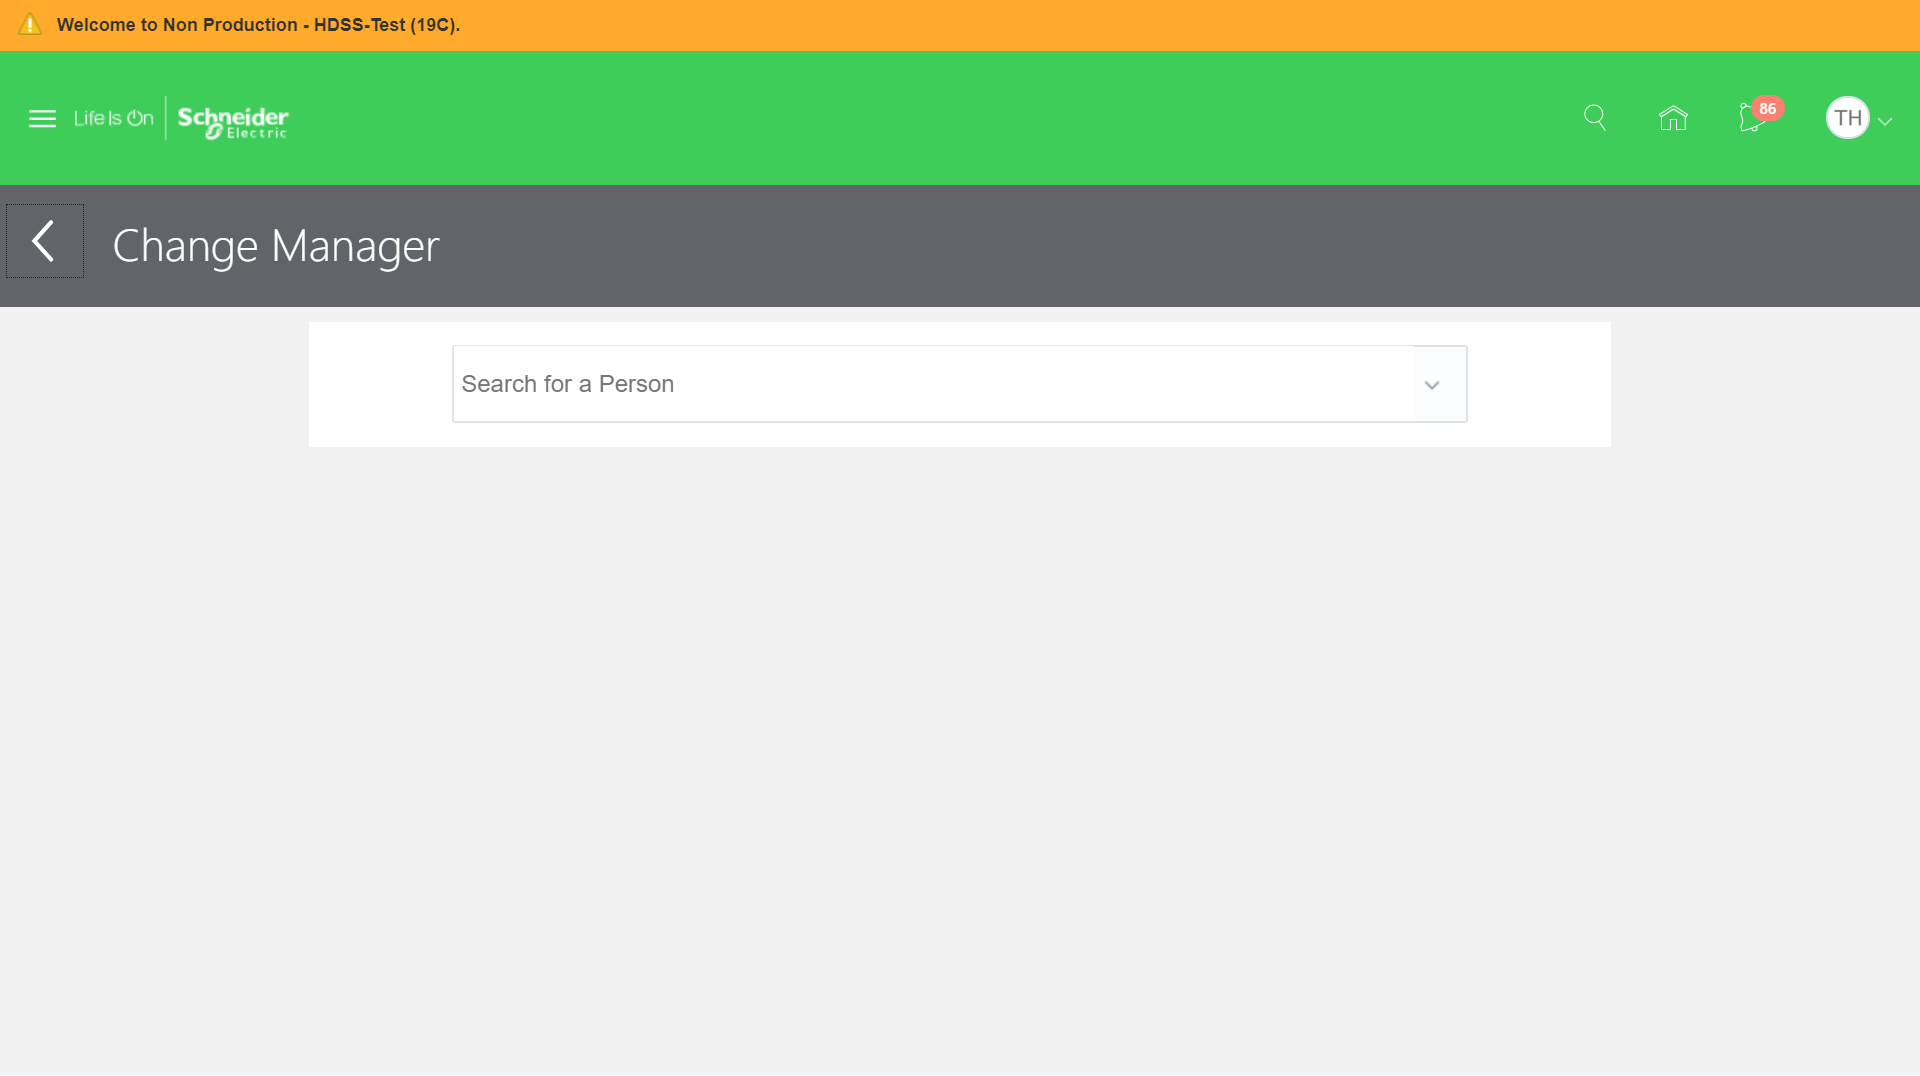 Welcome to Non Production - HDSS-Test (19C).
Life Is On
Schneider
Electric
86
TH
Change Manager
Search for a Person